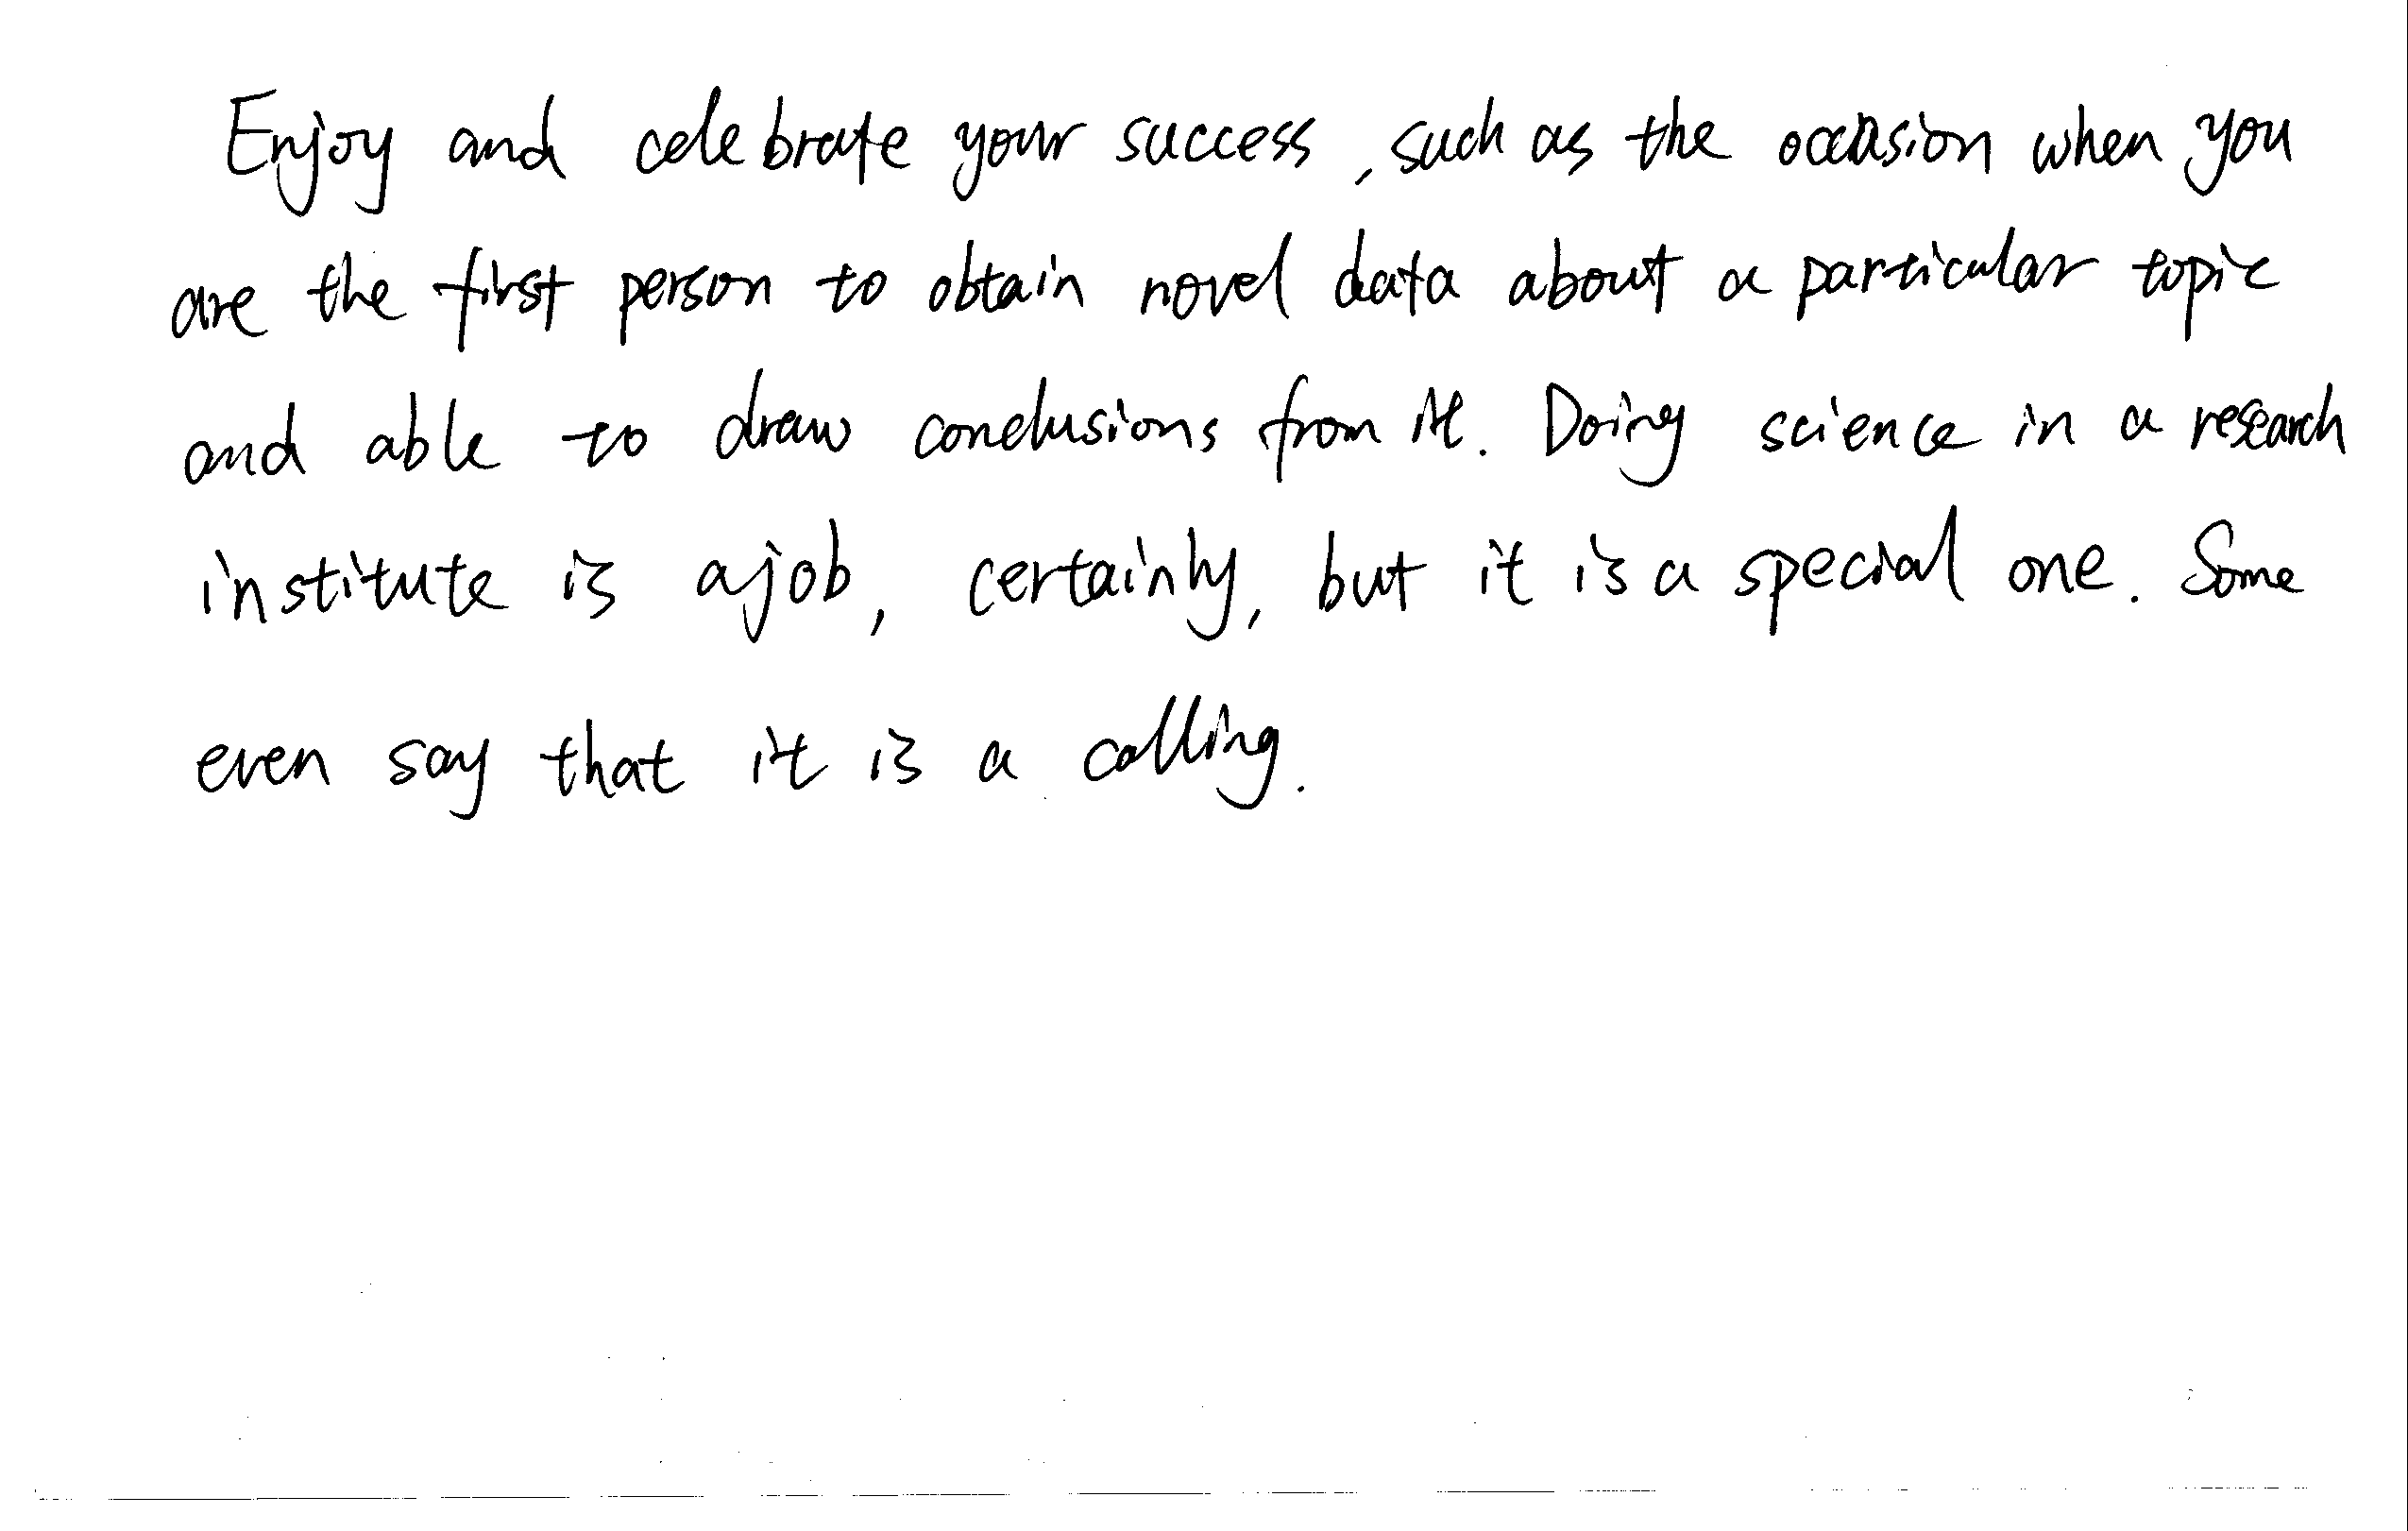 Enjoy and celebrate your success, such as the occasion when you
are the first person to obtain novel data about a particular topic
and able to draw conclusions from it. Doing science in a research
institute is a job, certainly, but it is a special one. Some
even say that it is a calling.